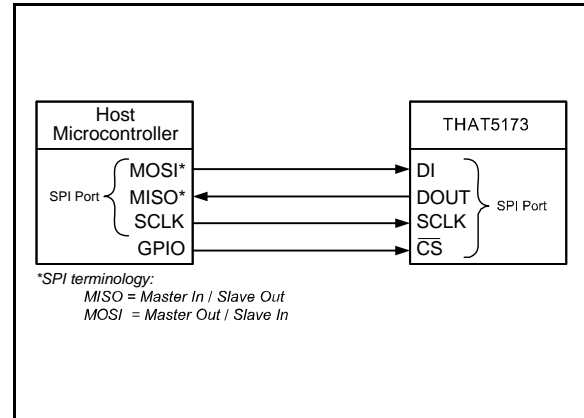 Host
Microcontroller
THAT5173
MOSI*
DI
SPI Port
MISO*
DOUT
SPI Port
SCLK
SCLK
GPIO
CS
*SPI terminology:
MISO = Master In / Slave Out
MOSI = Master Out / Slave In